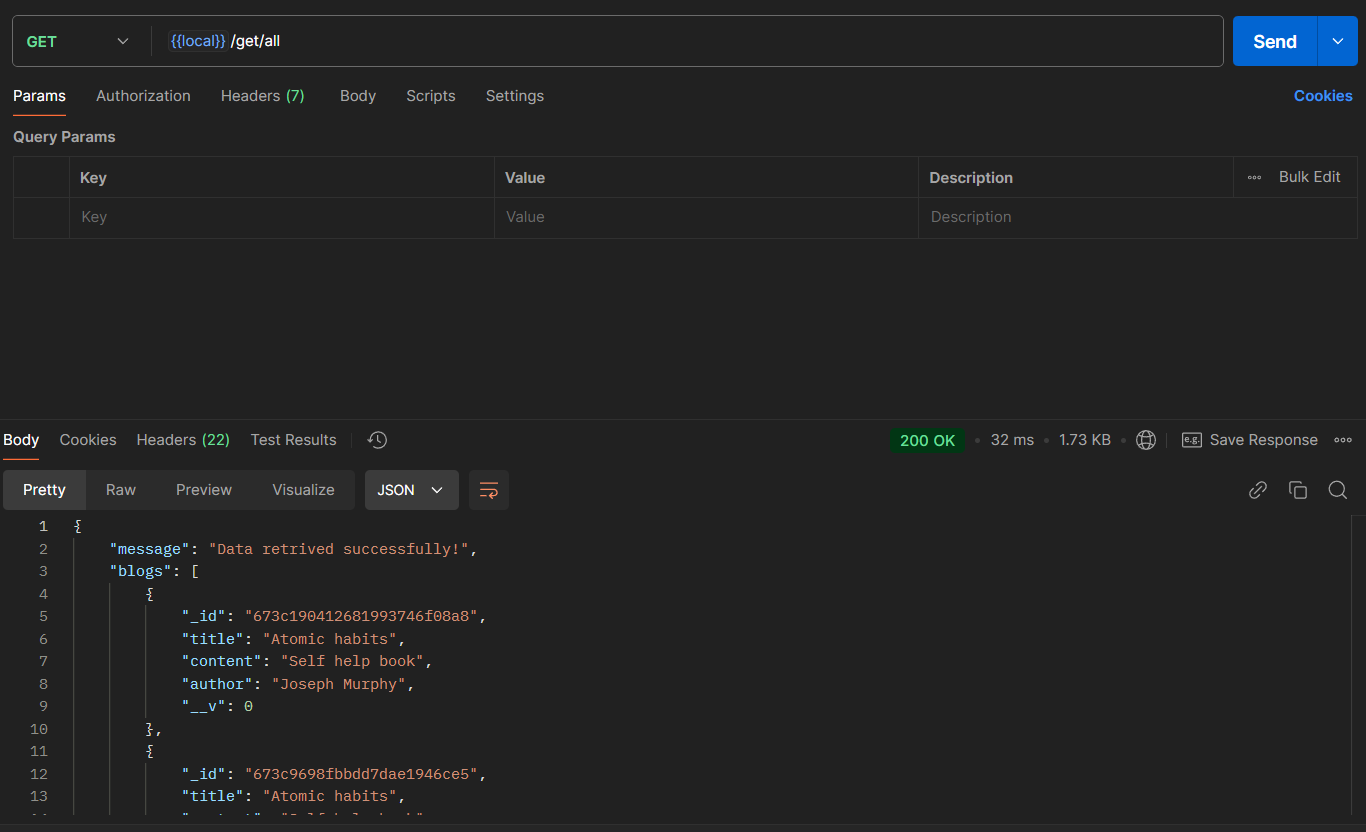 GET {{local}} /get/all Send
Params Authorization Headers (7) Body Scripts Settings Cookies
Query Params
Key Value Description Bulk Edit
Key Value Description
Body Cookies Headers (22) Test Results 200 OK 32 ms 1.73 KB e.g. Save Response
Pretty Raw Preview Visualize JSON
1 {
2 "message": "Data retrived successfully!",
3 "blogs": [
4 {
5 "_id": "673c190412681993746f08a8",
6 "title": "Atomic habits",
7 "content": "Self help book",
8 "author": "Joseph Murphy",
9 "__v": 0
10 },
11 {
12 "_id": "673c9698fbbdd7dae1946ce5",
13 "title": "Atomic habits",